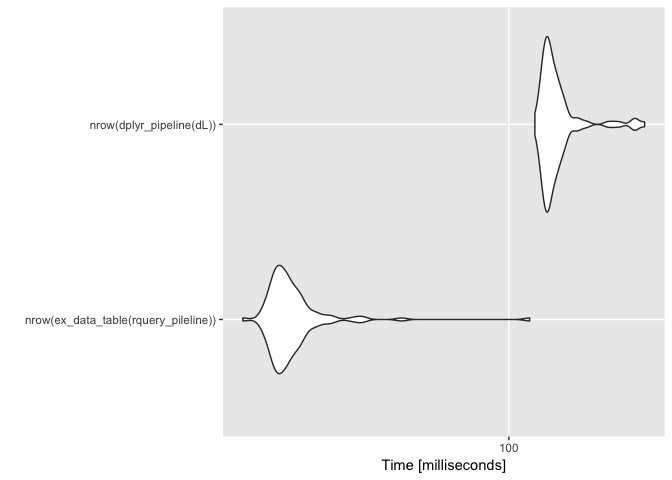 nrow(dplyr_pipeline(dL))
nrow(ex_data_table(rquery_pileline))
100
Time [milliseconds]